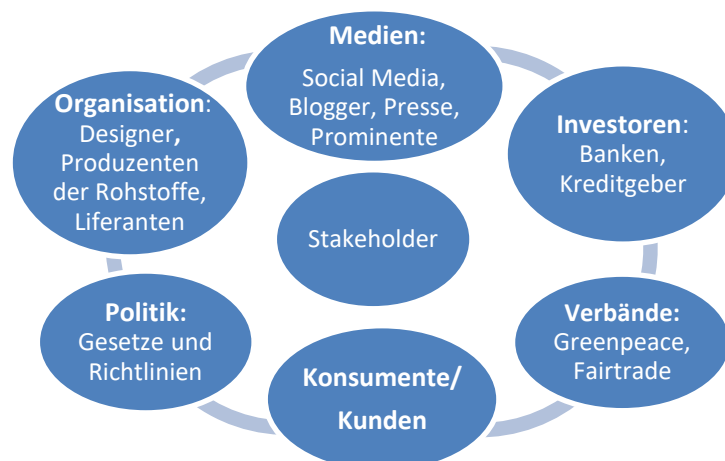 Medien:
Social Media,
Blogger, Presse,
Prominente
Organisation:
Designer,
Produzenten
der Rohstoffe,
Liferanten
Investoren:
Banken,
Kreditgeber
Stakeholder
Politik:
Gesetze und
Richtlinien
Verbände:
Greenpeace,
Fairtrade
Konsumente/
Kunden